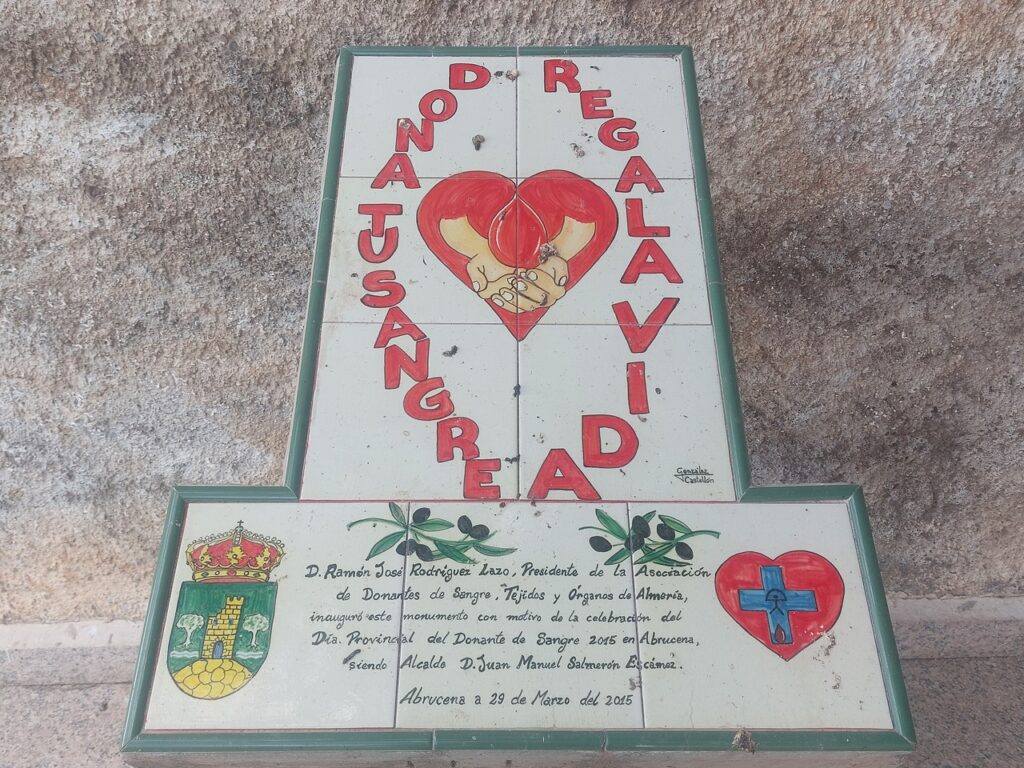 DONA TU SANGRE
REGALA VIDA
González
Castellón
D. Ramón José Rodríguez Lazo, Presidente de la Asociación
de Donantes de Sangre, Tejidos y Órganos de Almería,
inauguró este monumento con motivo de la celebración del
Día. Provincial del Donante de Sangre 2015 en Abrucena,
siendo Alcalde D. Juan Manuel Salmerón Escámez.
Abrucena a 29 de Marzo del 2015